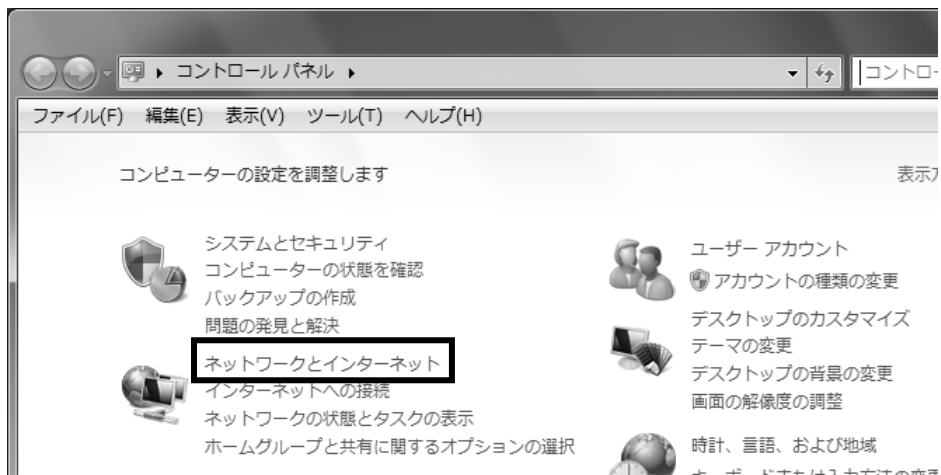 コントロール パネル
コントロ
ファイル(F) 編集(E) 表示(V) ツール(T) ヘルプ(H)
コンピューターの設定を調整します
表示
システムとセキュリティ
コンピューターの状態を確認
バックアップの作成
問題の発見と解決
ネットワークとインターネット
インターネットへの接続
ネットワークの状態とタスクの表示
ホームグループと共有に関するオプションの選択
ユーザー アカウント
アカウントの種類の変更
デスクトップのカスタマイズ
テーマの変更
デスクトップの背景の変更
画面の解像度の調整
時計、言語、および地域